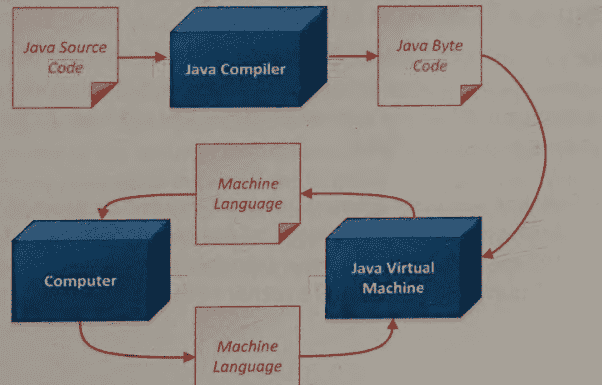 Java Source
Code
Java Compiler
Java Byte
Code
Machine
Language
Computer
Java Virtual
Machine
Machine
Language